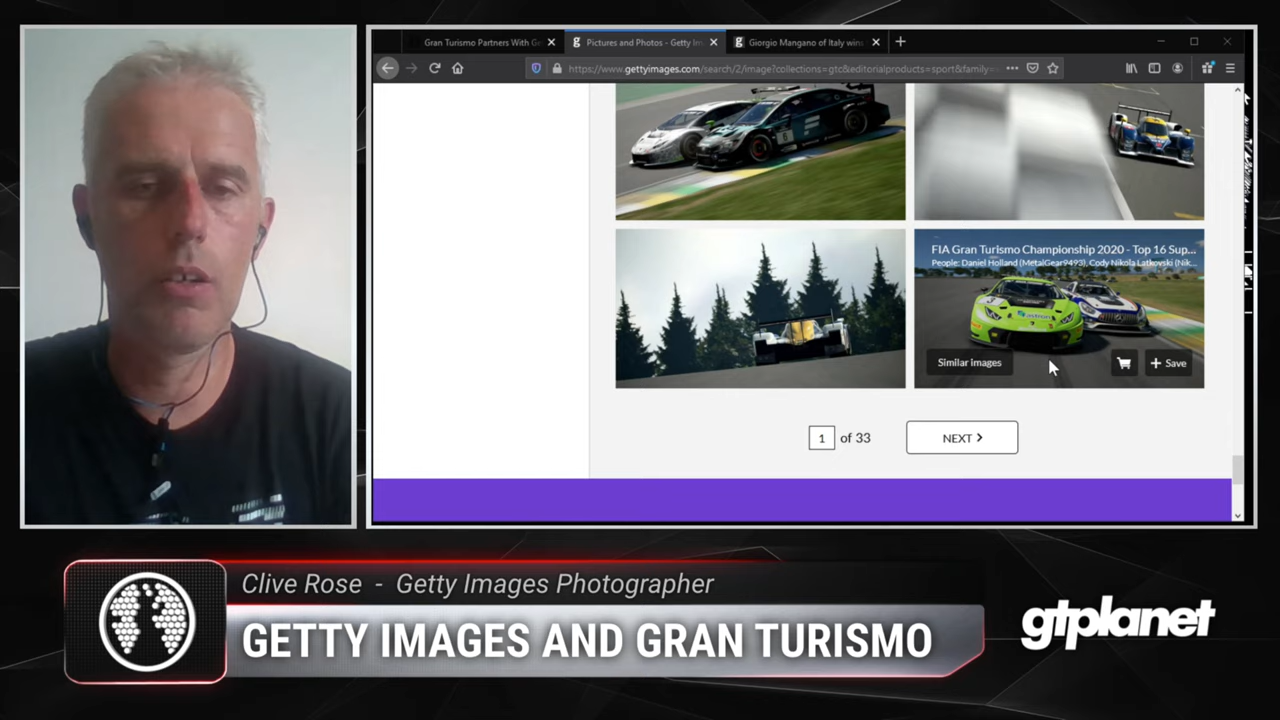 Gran Turismo Partners With Ge
Pictures and Photos - Getty Im
Giorgio Mangano of Italy wins
https://www.gettyimages.com/search/2/image?collections=gtc&editorialproducts=sport&family=
FIA Gran Turismo Championship 2020 - Top 16 Sup...
People: Daniel Holland (MetalGear9493), Cody Nikola Latkovski (Nik...
Similar images
+ Save
1 of 33
NEXT >
Clive Rose - Getty Images Photographer
GETTY IMAGES AND GRAN TURISMO
gtplanet